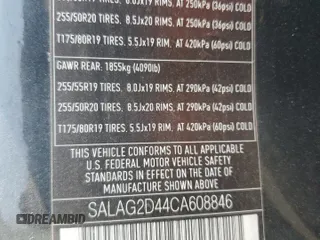 255/55R19 TIRES, 8.0Jx19 RIMS, AT 250kPa (36psi) COLD
255/50R20 TIRES, 8.5Jx20 RIMS, AT 250kPa (36psi) COLD
T175/80R19 TIRES, 5.5Jx19 RIM, AT 420kPa (60psi) COLD
GAWR REAR: 1855kg (4090lb)
255/55R19 TIRES, 8.0Jx19 RIMS, AT 290kPa (42psi) COLD
255/50R20 TIRES, 8.5Jx20 RIMS, AT 290kPa (42psi) COLD
T175/80R19 TIRES, 5.5Jx19 RIM, AT 420kPa (60psi) COLD
THIS VEHICLE CONFORMS TO ALL APPLICABLE
U.S. FEDERAL MOTOR VEHICLE SAFETY
STANDARDS IN EFFECT ON THE DATE OF
MANUFACTURE SHOWN ABOVE.
SALAG2D44CA608846
DREAMBID